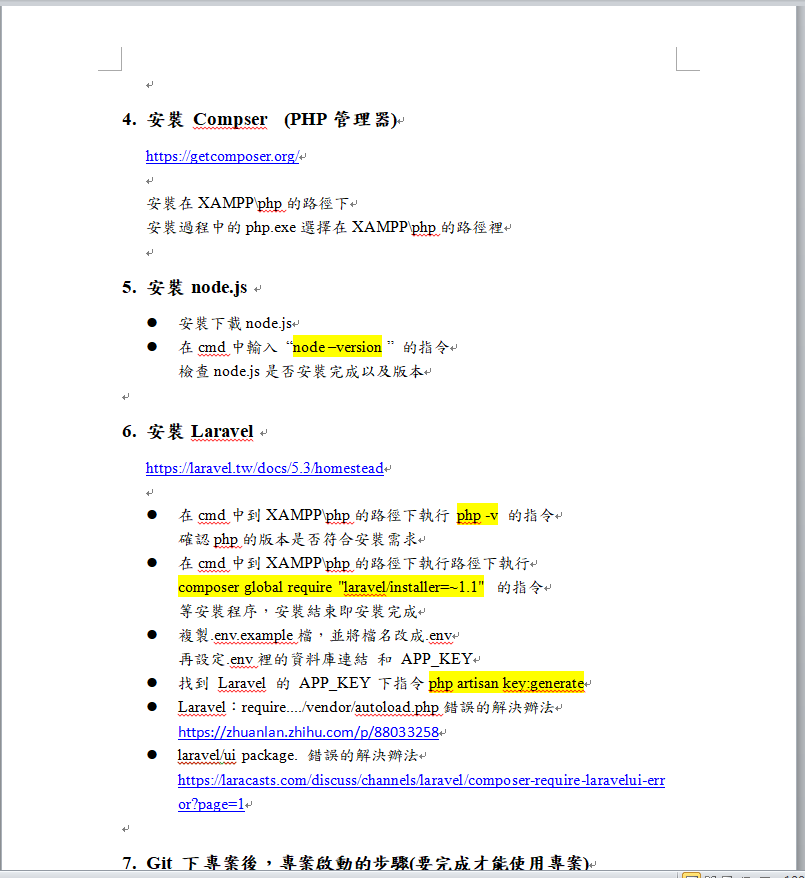 4. 安裝 Compser (PHP 管理器)
https://getcomposer.org/
安裝在 XAMPP\php 的路徑下
安裝過程中的 php.exe 選擇在 XAMPP\php 的路徑裡
5. 安裝 node.js
● 安裝下載 node.js
● 在 cmd 中輸入 “node –version ” 的指令
檢查 node.js 是否安裝完成以及版本
6. 安裝 Laravel
https://laravel.tw/docs/5.3/homestead
● 在 cmd 中到 XAMPP\php 的路徑下執行 php -v 的指令
確認 php 的版本是否符合安裝需求
● 在 cmd 中到 XAMPP\php 的路徑下執行路徑下執行
composer global require "laravel/installer=~1.1" 的指令
等安裝程序，安裝結束即安裝完成
● 複製.env.example 檔，並將檔名改成.env
再設定.env 裡的資料庫連結 和 APP_KEY
● 找到 Laravel 的 APP_KEY 下指令 php artisan key:generate
● Laravel：require..../vendor/autoload.php 錯誤的解決辦法
https://zhuanlan.zhihu.com/p/88033258
● laravel/ui package. 錯誤的解決辦法
https://laracasts.com/discuss/channels/laravel/composer-require-laravelui-err
or?page=1
7. Git 下專案後，專案啟動的步驟(要完成才能使用專案)